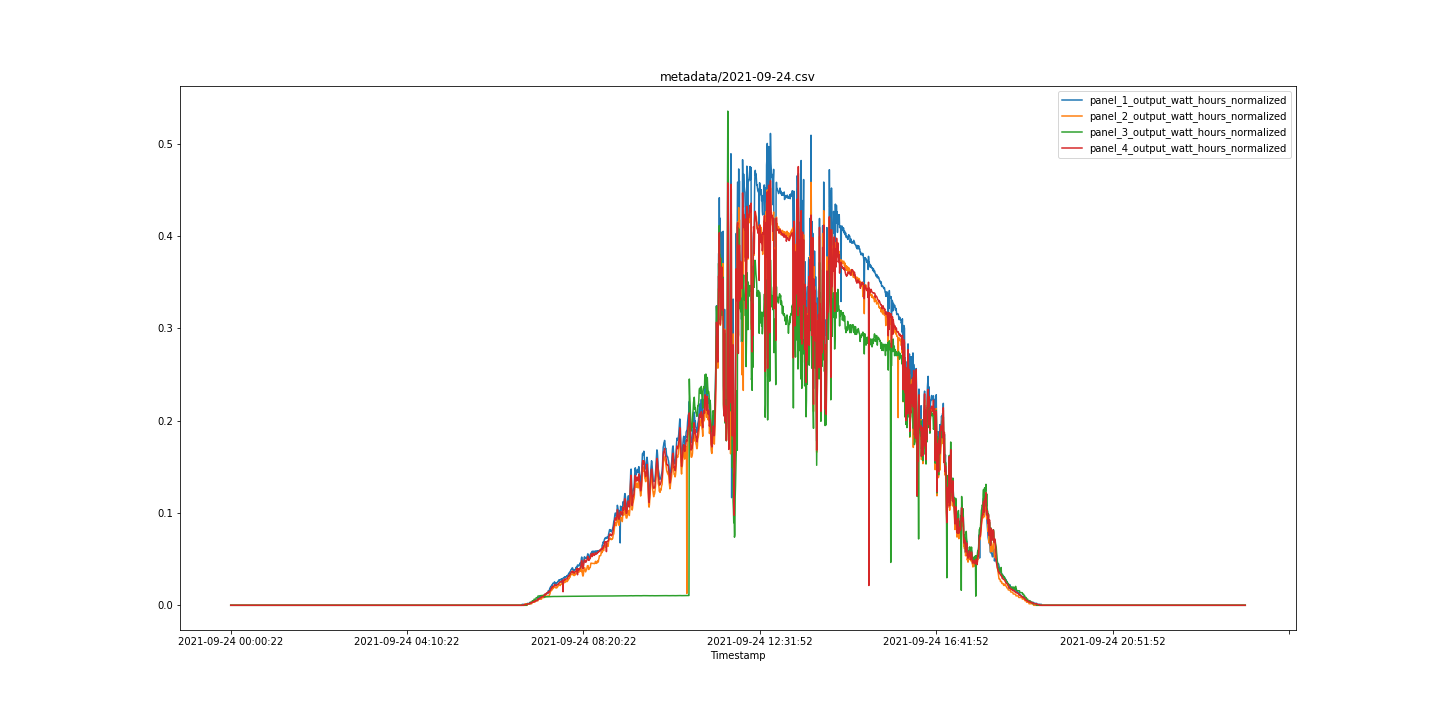 metadata/2021-09-24.csv
panel_1_output_watt_hours_normalized
panel_2_output_watt_hours_normalized
panel_3_output_watt_hours_normalized
panel_4_output_watt_hours_normalized
0.5
0.4
0.3
0.2
0.1
0.0
2021-09-24 00:00:22 2021-09-24 04:10:22 2021-09-24 08:20:22 2021-09-24 12:31:52 2021-09-24 16:41:52 2021-09-24 20:51:52
Timestamp